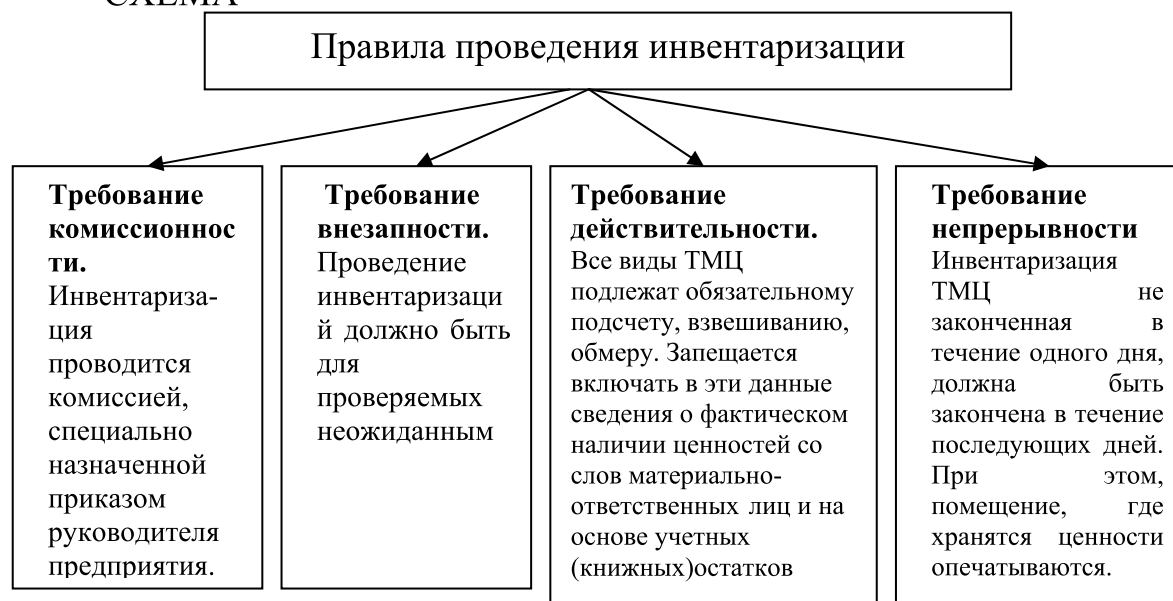 СХЕМА
Правила проведения инвентаризации
Требование
комиссионнос
ти.
Инвентариза-
ция
проводится
комиссией,
специально
назначенной
приказом
руководителя
предприятия.
Требование
внезапности.
Проведение
инвентаризаци
й должно быть
для
проверяемых
неожиданным
Требование
действительности.
Все виды ТМЦ
подлежат обязательному
подсчету, взвешиванию,
обмеру. Запещается
включать в эти данные
сведения о фактическом
наличии ценностей со
слов материально-
ответственных лиц и на
основе учетных
(книжных)остатков
Требование
непрерывности
Инвентаризация
ТМЦ не
законченная в
течение одного дня,
должна быть
закончена в течение
последующих дней.
При этом,
помещение, где
хранятся ценности
опечатываются.